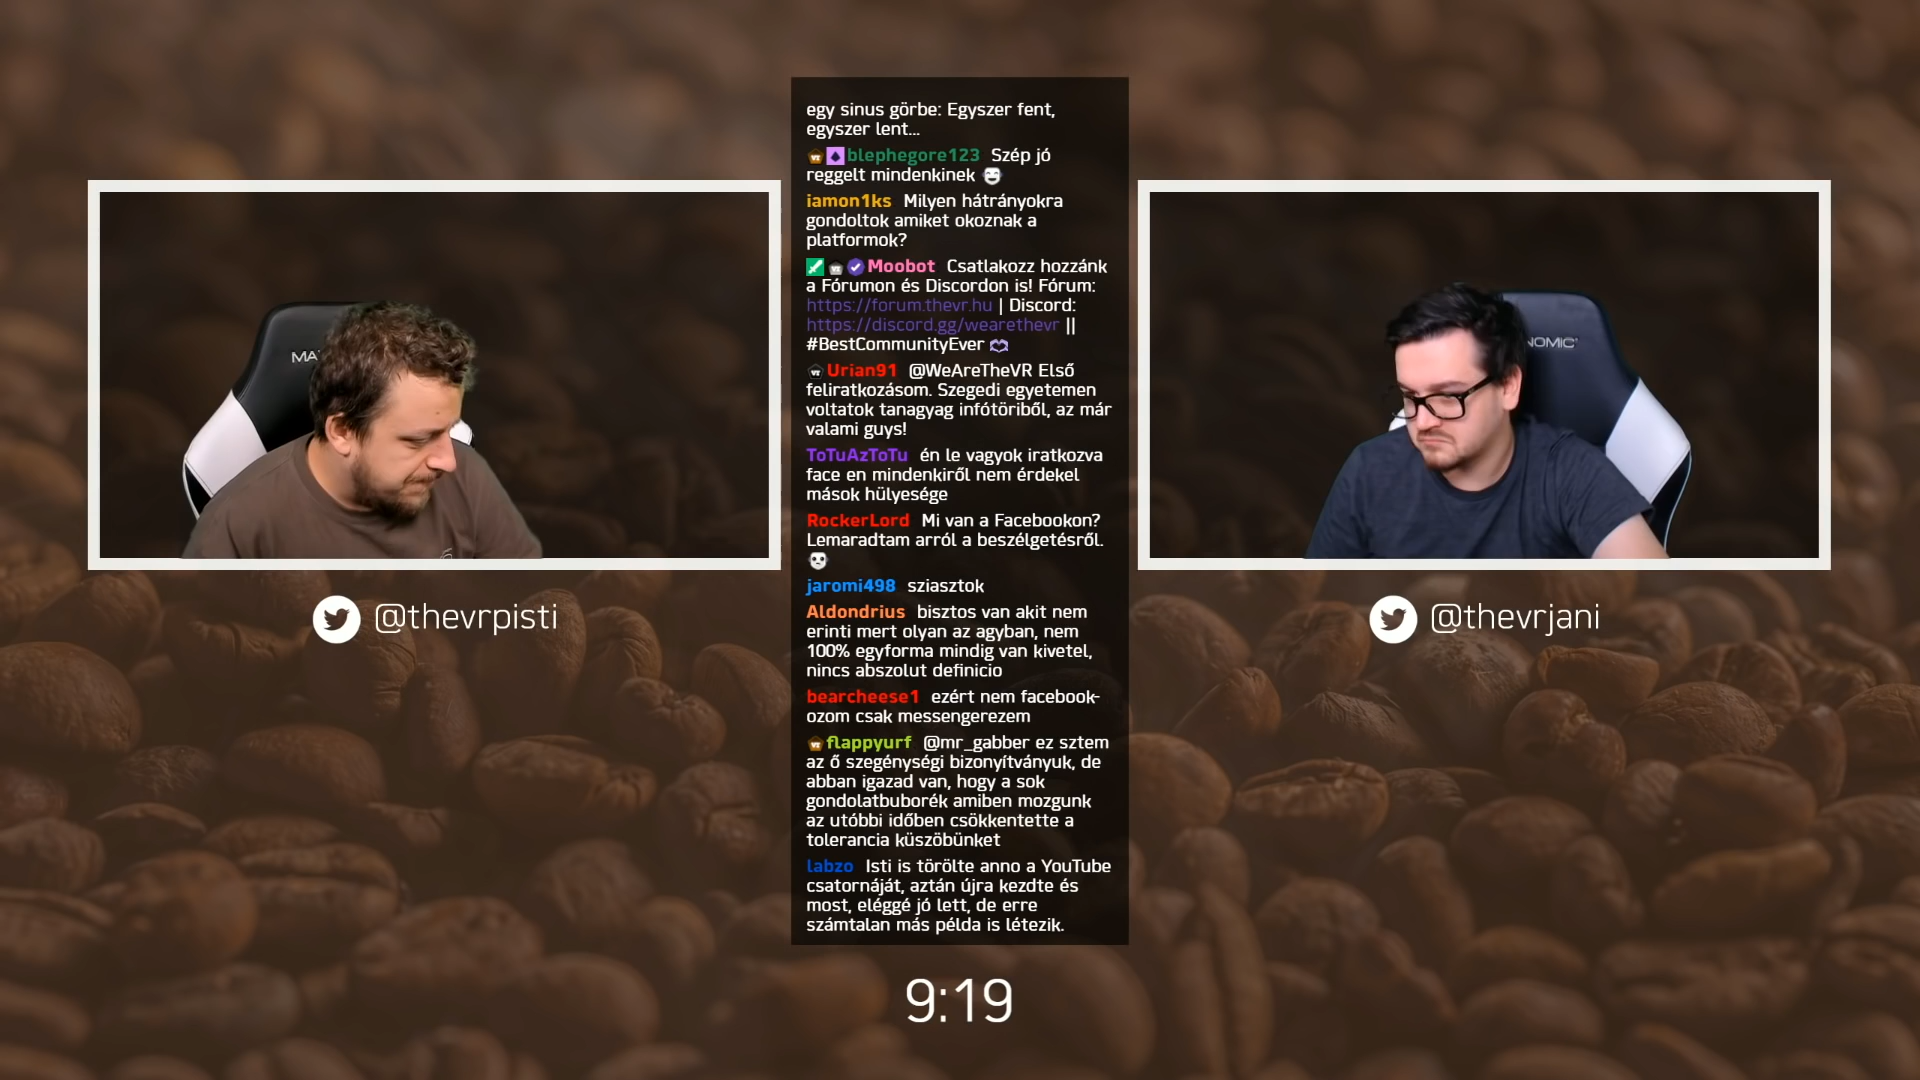 egy sinus görbe: Egyszer fent,
egyszer lent...
blephegore123 Szép jó
reggelt mindenkinek
iamon1ks Milyen hátrányokra
gondoltok amiket okoznak a
platformok?
Moobot Csatlakozz hozzánk
a Fórumon és Discordon is! Fórum:
https://forum.thevr.hu | Discord:
https://discord.gg/wearethevr ||
#BestCommunityEver
Urian91 @WeAreTheVR Első
feliratkozásom. Szegedi egyetemen
voltatok tanagyag infótöriből, az már
valami guys!
ToTuAzToTu én le vagyok iratkozva
face en mindenkiről nem érdekel
mások hülyesége
RockerLord Mi van a Facebookon?
Lemaradtam arról a beszélgetésről.
jaromi498 sziasztok
Aldondrius bisztos van akit nem
erinti mert olyan az agyban, nem
100% egyforma mindig van kivetel,
nincs abszolut definicio
bearcheese1 ezért nem facebook-
ozom csak messengerezem
flappyurf @mr_gabber ez sztem
az ő szegénységi bizonyítványuk, de
abban igazad van, hogy a sok
gondolatbuborék amiben mozgunk
az utóbbi időben csökkentette a
tolerancia küszöbünket
labzo Isti is törölte anno a YouTube
csatornáját, aztán újra kezdte és
most, eléggé jó lett, de erre
számtalan más példa is létezik.
@thevrpisti
@thevrjani
9:19